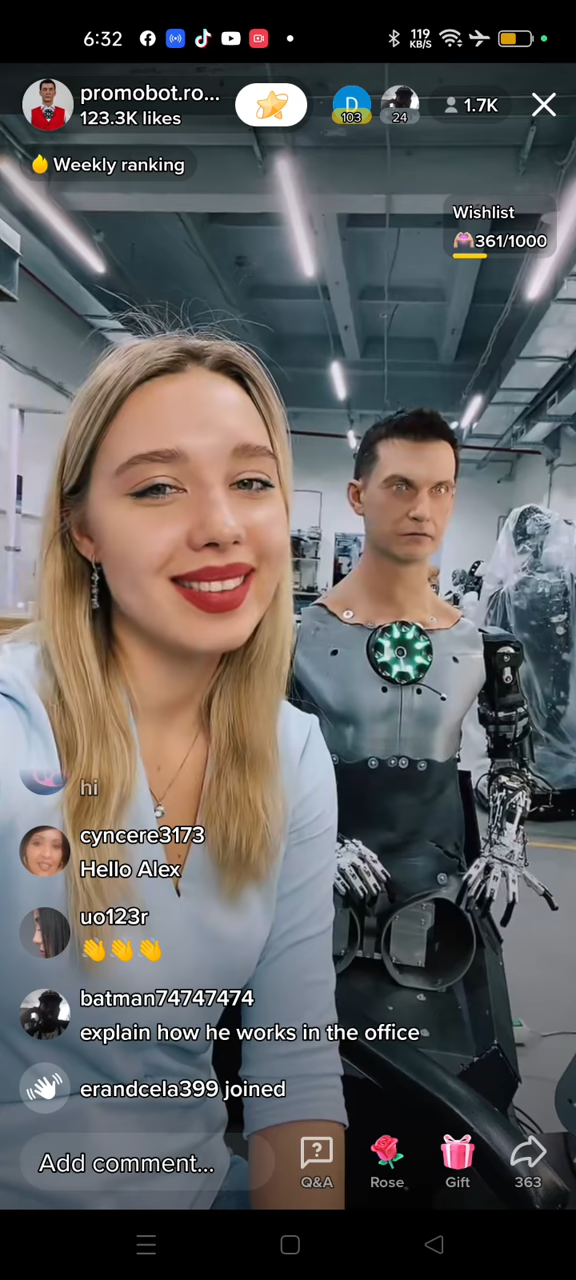 6:32
119
KB/S
promobot.ro...
123.3K likes
D
103
24
1.7K
Weekly ranking
Wishlist
361/1000
hi
cyncere3173
Hello Alex
uo123r
batman74747474
explain how he works in the office
erandcela399 joined
Add comment...
Q&A
Rose
Gift
363